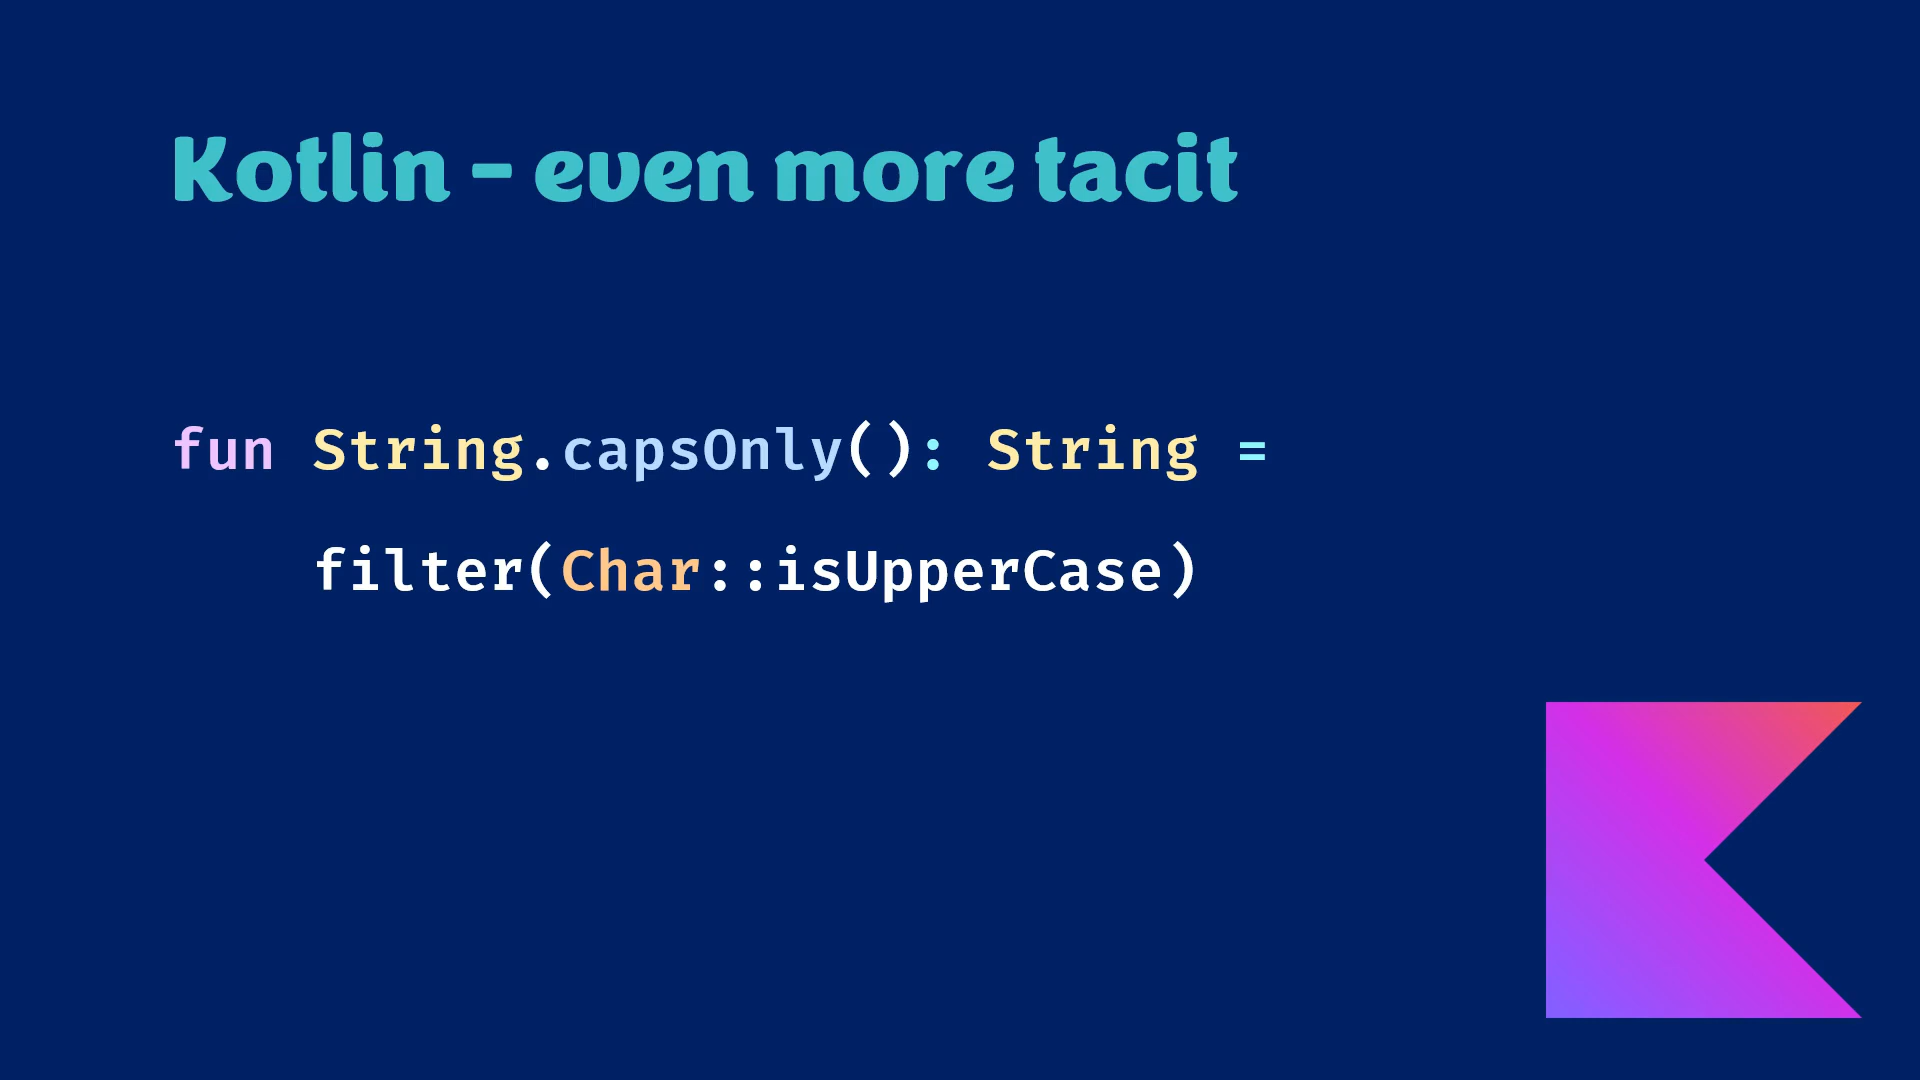 Kotlin - even more tacit
fun String.capsOnly(): String =
filter(Char::isUpperCase)